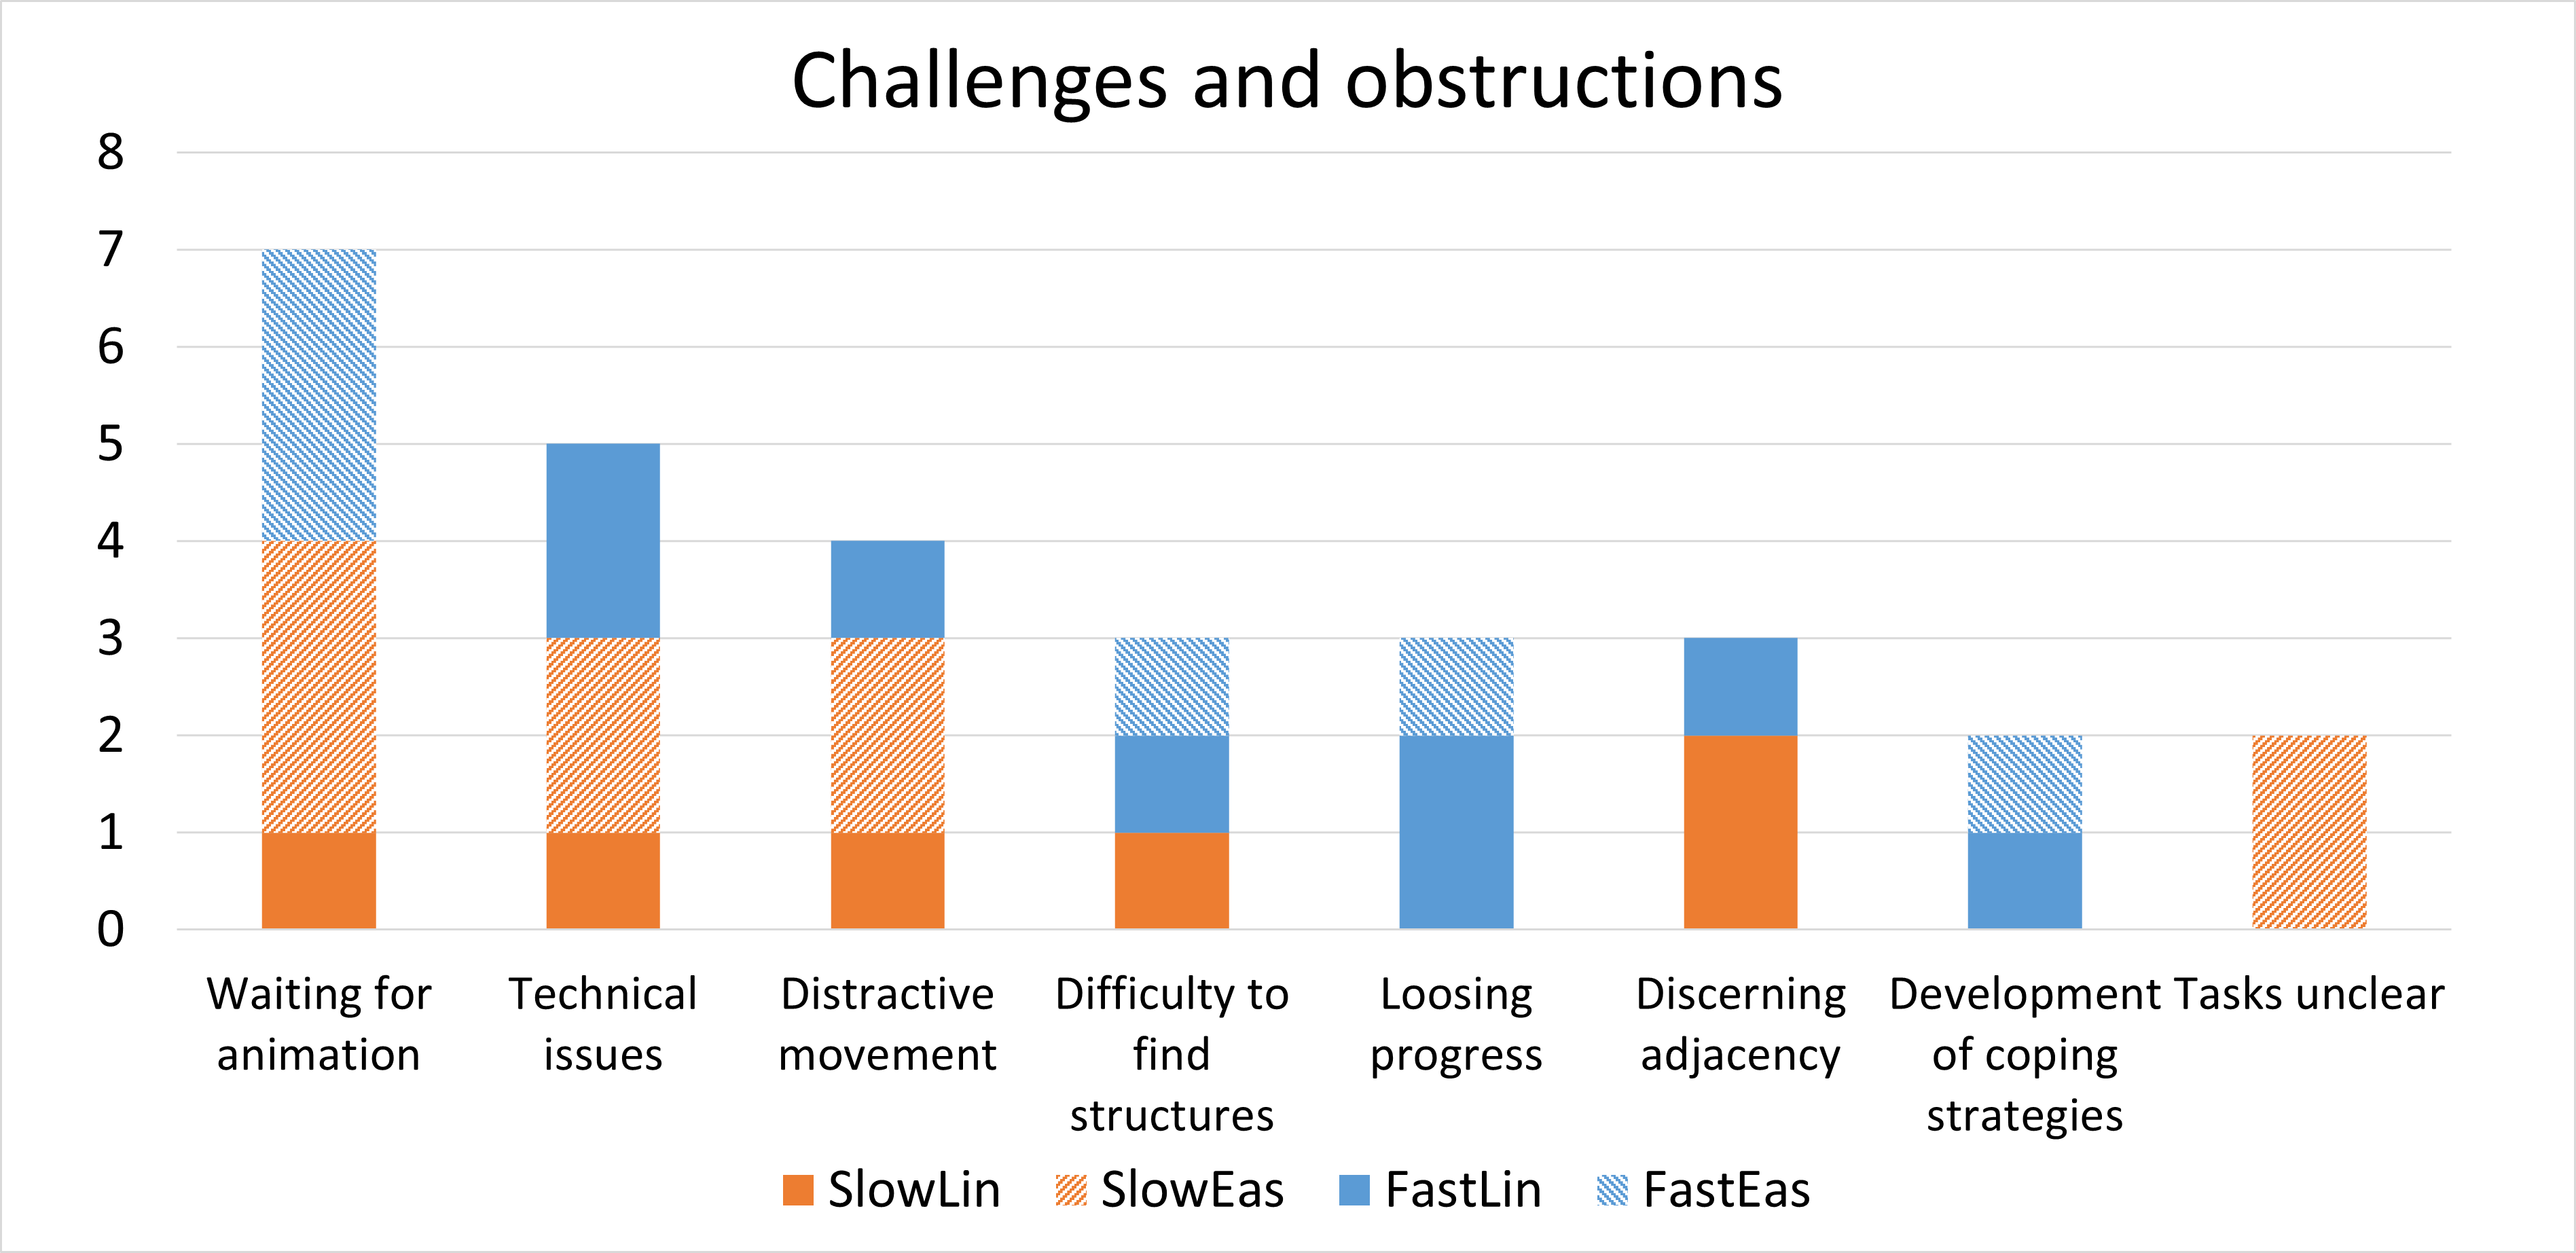 Challenges and obstructions
8
7
6
5
4
3
2
1
0
Waiting for
animation
Technical
issues
Distractive
movement
Difficulty to
find
structures
Loosing
progress
Discerning
adjacency
Development
of coping
strategies
Tasks unclear
SlowLin
SlowEas
FastLin
FastEas